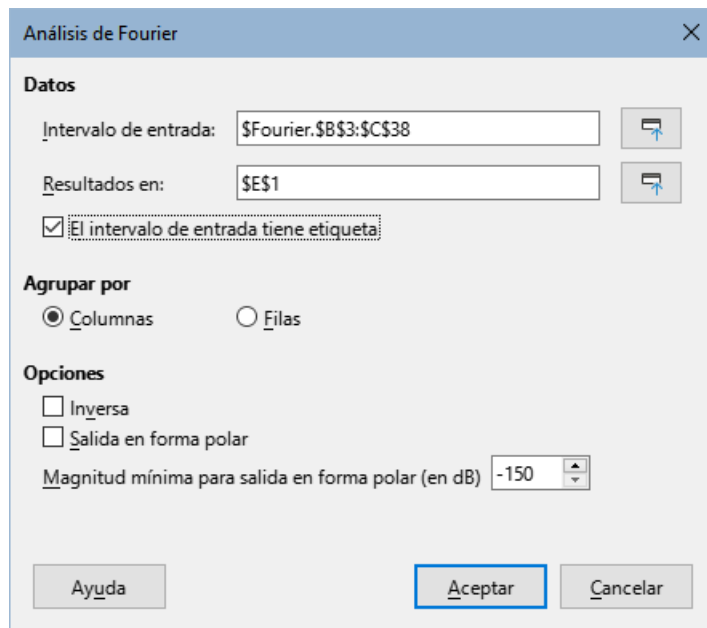 Análisis de Fourier
Datos
Intervalo de entrada: $Fourier.$B$3:$C$38
Resultados en: $E$1
El intervalo de entrada tiene etiqueta
Agrupar por
Columnas Filas
Opciones
Inversa
Salida en forma polar
Magnitud mínima para salida en forma polar (en dB) -150
Ayuda Aceptar Cancelar